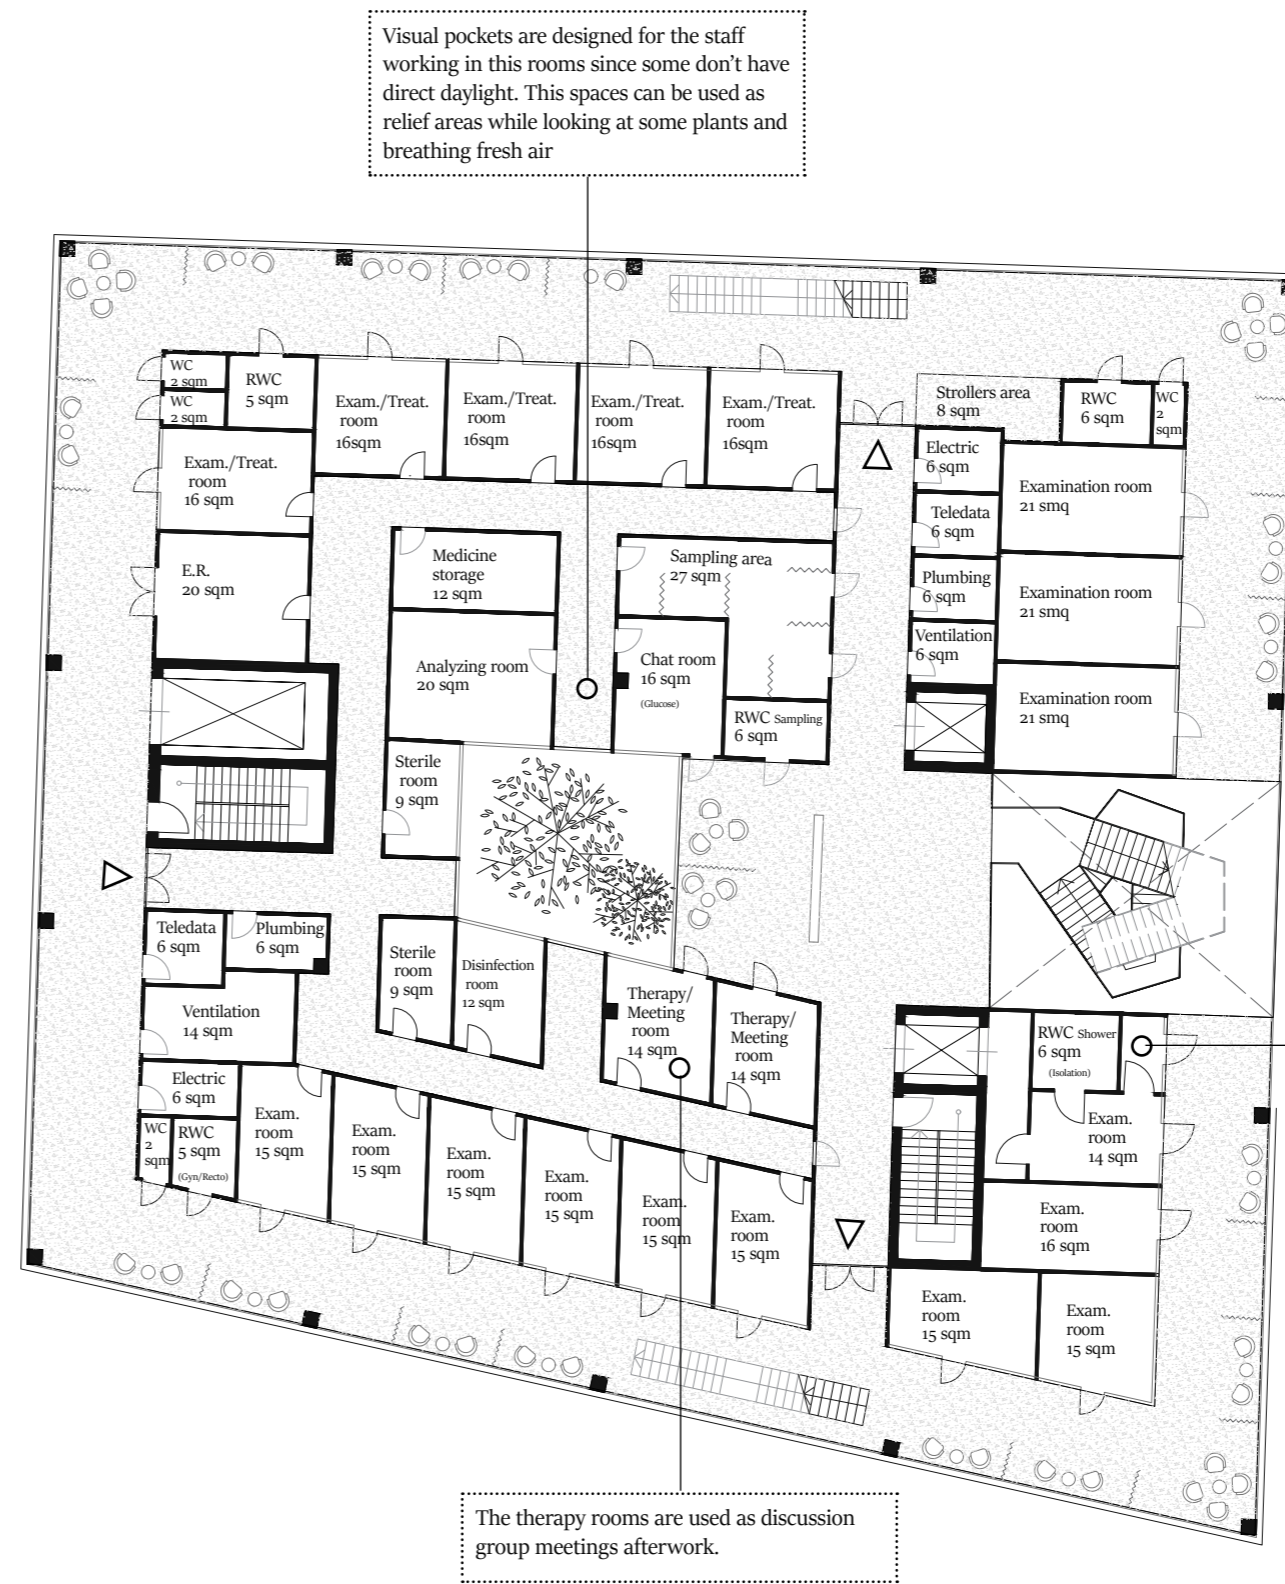 Visual pockets are designed for the staff
working in this rooms since some don't have
direct daylight. This spaces can be used as
relief areas while looking at some plants and
breathing fresh air
WC
2 sqm
WC
2 sqm
RWC
5 sqm
Exam./Treat.
room
16sqm
Exam./Treat.
room
16sqm
Exam./Treat.
room
16sqm
Exam./Treat.
room
16sqm
Strollers area
8 sqm
RWC
6 sqm
WC
2
sqm
Exam./Treat.
room
16 sqm
Electric
6 sqm
Examination room
21 smq
Teledata
6 sqm
E.R.
20 sqm
Medicine
storage
12 sqm
Sampling area
27 sqm
Plumbing
6 sqm
Examination room
21 smq
Ventilation
6 sqm
Analyzing room
20 sqm
Chat room
16 sqm
(Glucose)
Examination room
21 smq
RWC Sampling
6 sqm
Sterile
room
9 sqm
Teledata
6 sqm
Plumbing
6 sqm
Sterile
room
9 sqm
Disinfection
room
12 sqm
Therapy/
Meeting
room
14 sqm
Therapy/
Meeting
room
14 sqm
Ventilation
14 sqm
RWC Shower
6 sqm
(Isolation)
Electric
6 sqm
Exam.
room
14 sqm
WC
2
sqm
RWC
5 sqm
(Gyn/Recto)
Exam.
room
15 sqm
Exam.
room
15 sqm
Exam.
room
15 sqm
Exam.
room
15 sqm
Exam.
room
15 sqm
Exam.
room
15 sqm
Exam.
room
16 sqm
Exam.
room
15 sqm
Exam.
room
15 sqm
The therapy rooms are used as discussion
group meetings afterwork.